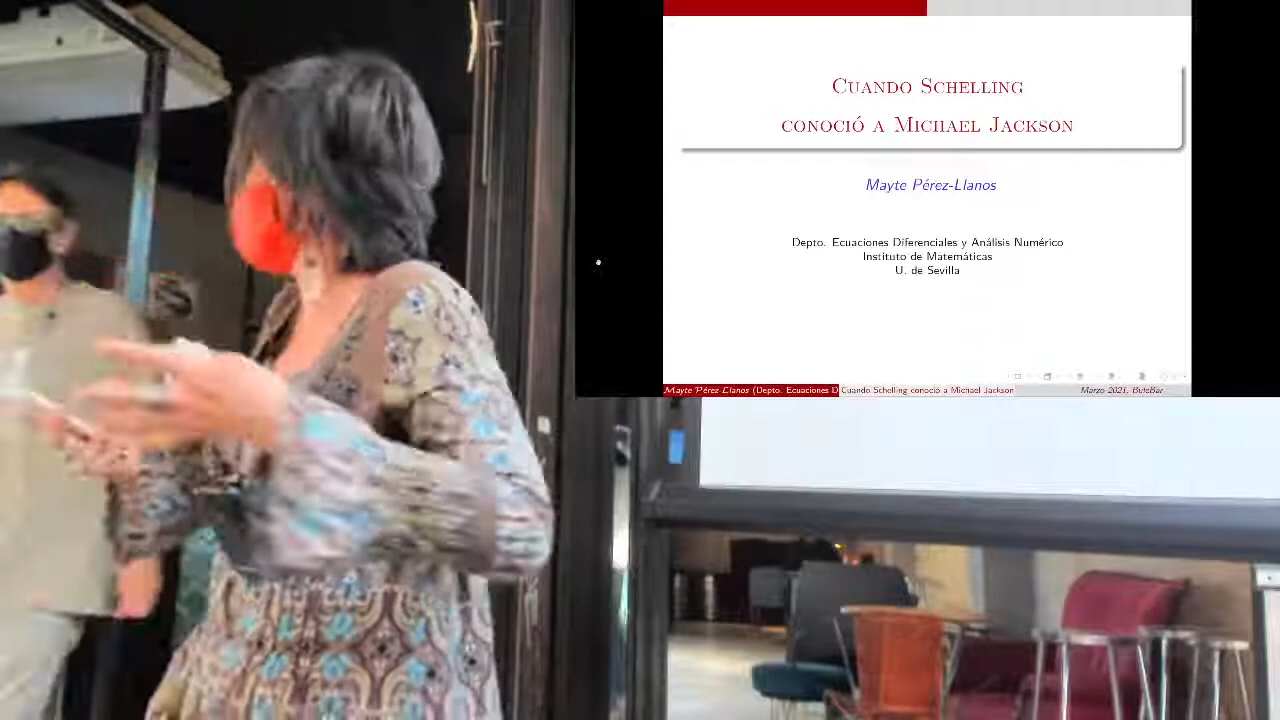 Cuando Schelling
conoció a Michael Jackson
Mayte Pérez-Llanos
Depto. Ecuaciones Diferenciales y Análisis Numérico
Instituto de Matemáticas
U. de Sevilla
Mayte Pérez-Llanos (Depto. Ecuaciones D
Cuando Schelling conoció a Michael Jackson
Marzo 2021, BuleBar